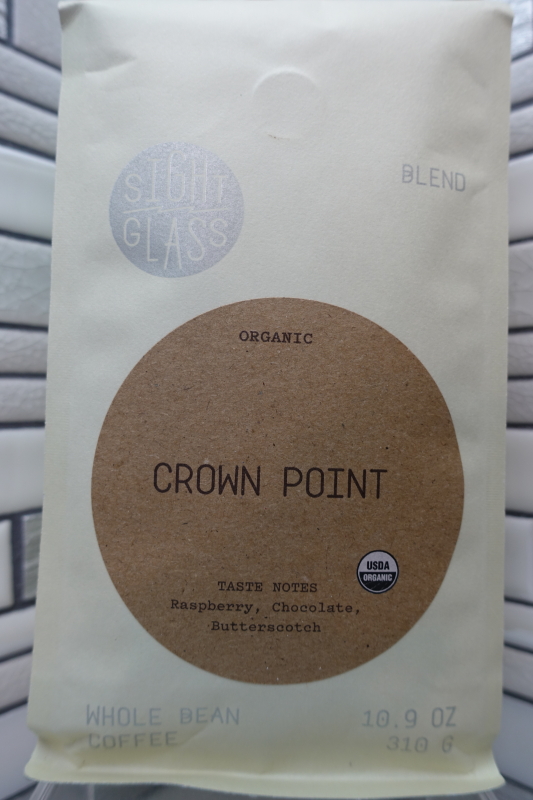 SIGHT
GLASS
BLEND
ORGANIC
CROWN POINT
USDA
ORGANIC
TASTE NOTES
Raspberry, Chocolate,
Butterscotch
WHOLE BEAN
COFFEE
10.9 OZ
310 G